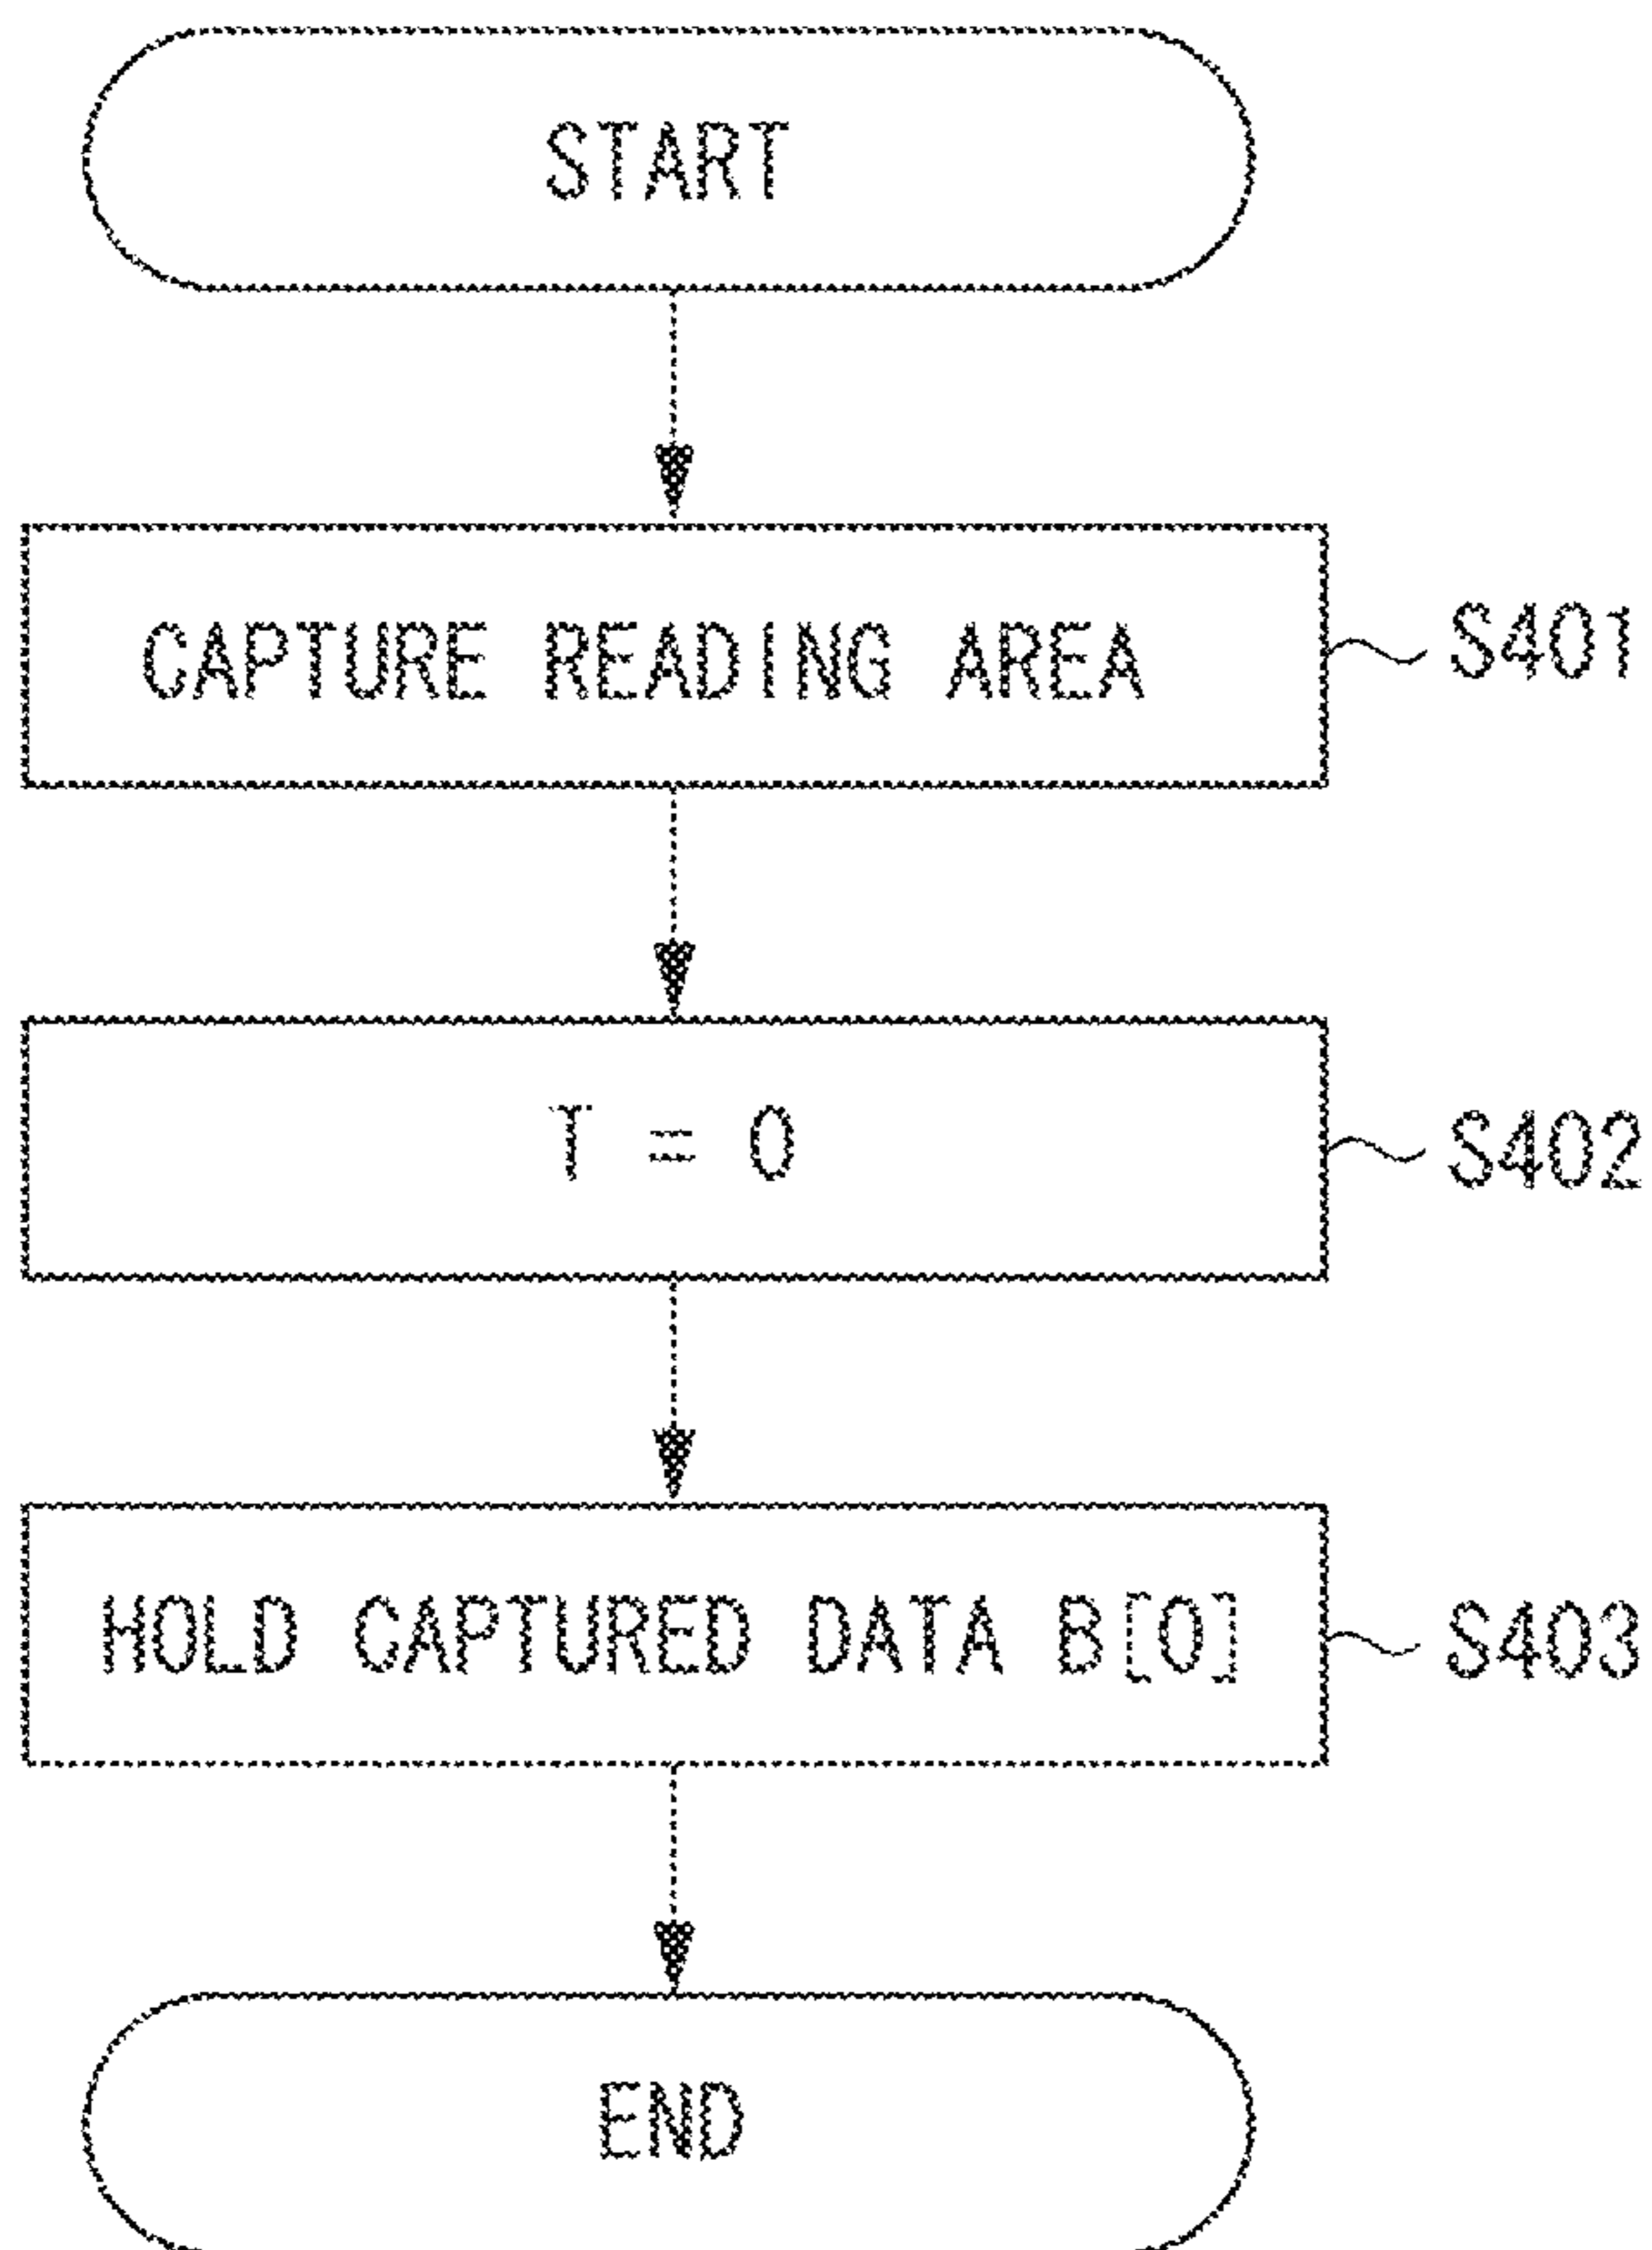 START
CAPTURE READING AREA
S401
T = 0
S402
HOLD CAPTURED DATA B[0]
S403
END